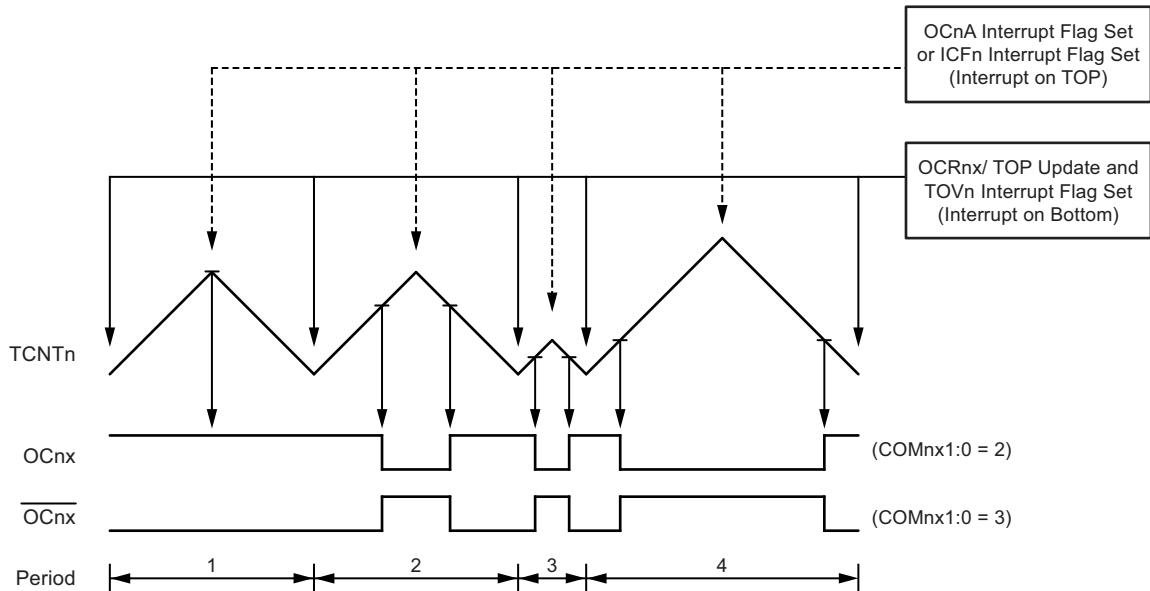 OCnA Interrupt Flag Set
or ICFn Interrupt Flag Set
(Interrupt on TOP)
OCRnx/ TOP Update and
TOVn Interrupt Flag Set
(Interrupt on Bottom)
TCNTn
OCnx
(COMnx1:0 = 2)
OCnx
(COMnx1:0 = 3)
Period
1
2
3
4